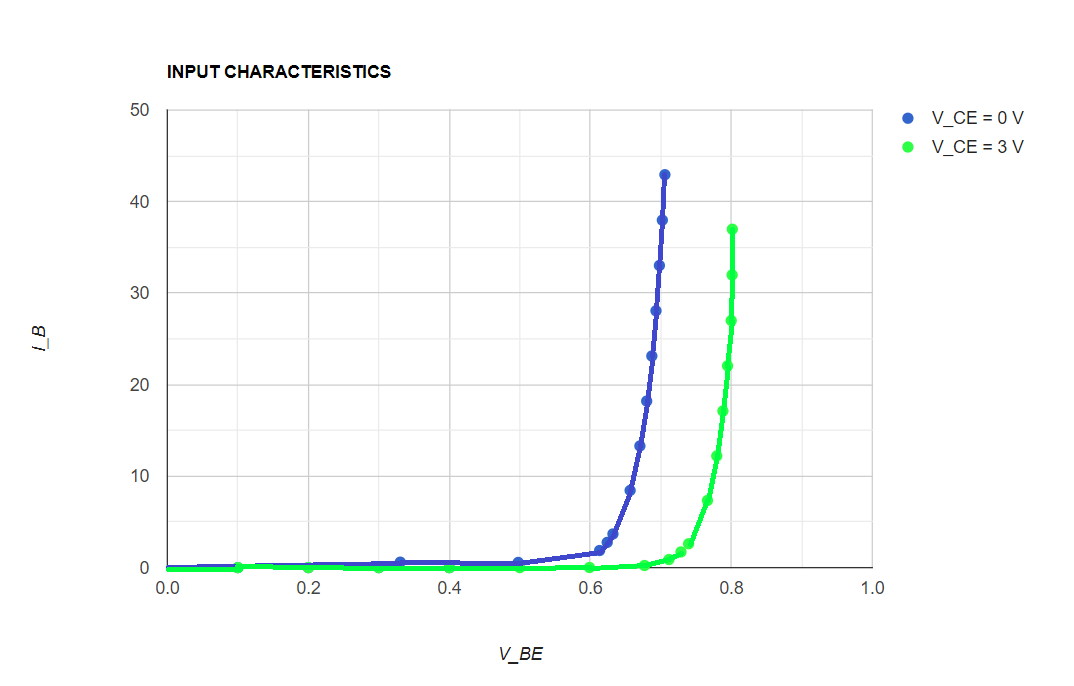 INPUT CHARACTERISTICS
V_CE = 0 V
V_CE = 3 V
50
40
30
20
10
0
I_B
0.0 0.2 0.4 0.6 0.8 1.0
V_BE